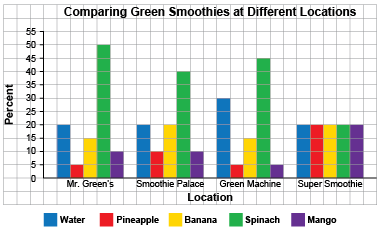 Comparing Green Smoothies at Different Locations
Percent
55
50
45
40
35
30
25
20
15
10
5
0
Mr. Green's Smoothie Palace Green Machine Super Smoothie
Location
Water Pineapple Banana Spinach Mango